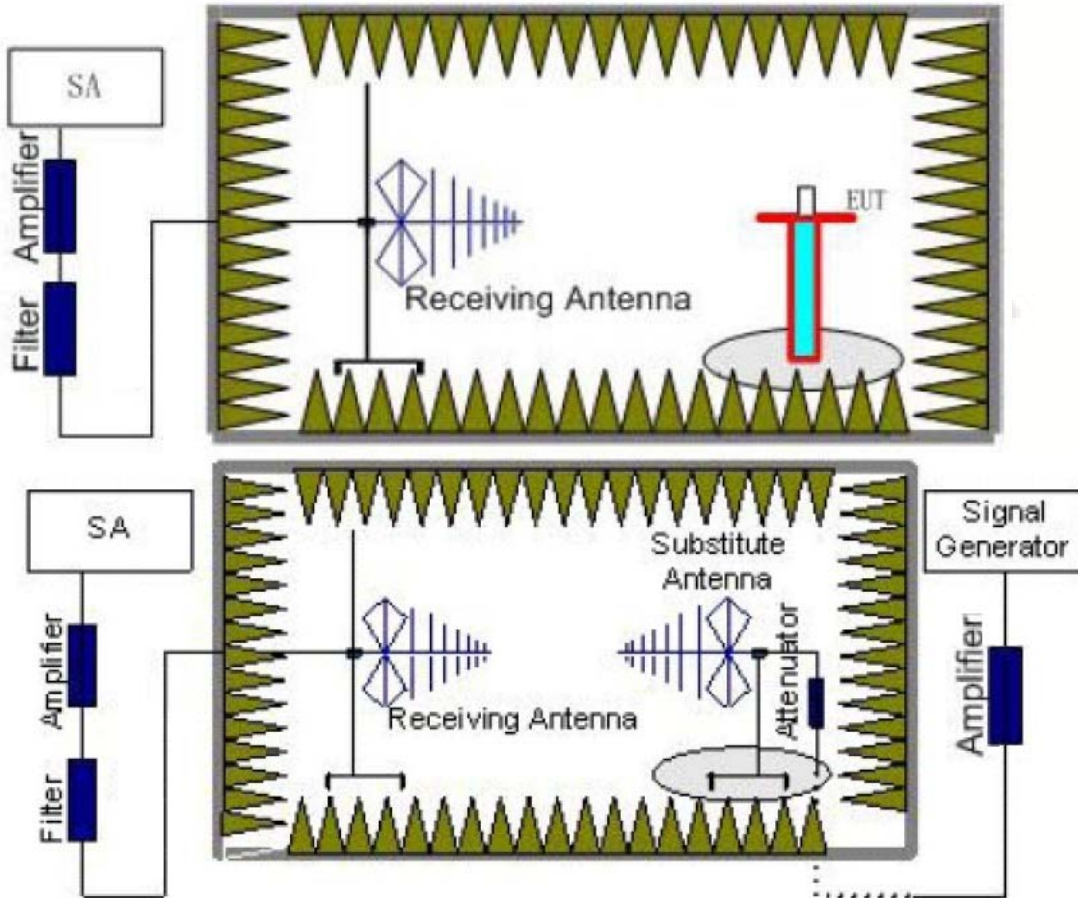 SA
Amplifier
Filter
Receiving Antenna
EUT
SA
Amplifier
Filter
Receiving Antenna
Substitute
Antenna
Attenuator
Signal
Generator
Amplifier